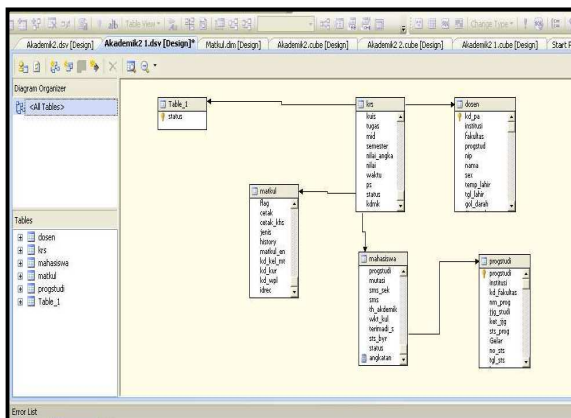 Table View
Change Type
Akademik2.dsv [Design]
Akademik2 1.dsv [Design]*
Matkul.dm [Design]
Akademik2.cube [Design]
Akademik2 2.cube [Design]
Akademik2 1.cube [Design]
Start P
Diagram Organizer
<All Tables>
Tables
dosen
krs
mahasiswa
matkul
progstudi
Table_1
Table_1
status
krs
kuis
tugas
mid
semester
nilai_angka
nilai
waktu
ps
status
kdmk
dosen
kd_pa
institusi
fakultas
progstud
nip
nama
sex
temp_lahir
tgl_lahir
gol_darah
matkul
flag
cetak
cetak_khs
jenis
history
matkul_en
kd_kel_mt
kd_kur
kd_wpl
idrec
mahasiswa
progstudi
mutasi
sms_sek
sms
th_akdemik
wkt_kul
terimadi_s
sts_byr
status
angkatan
progstudi
progstudi
institusi
kd_fakultas
nm_prog
jjg_studi
ket_jjg
sts_prog
Gelar
no_sts
tgl_sts
Error List